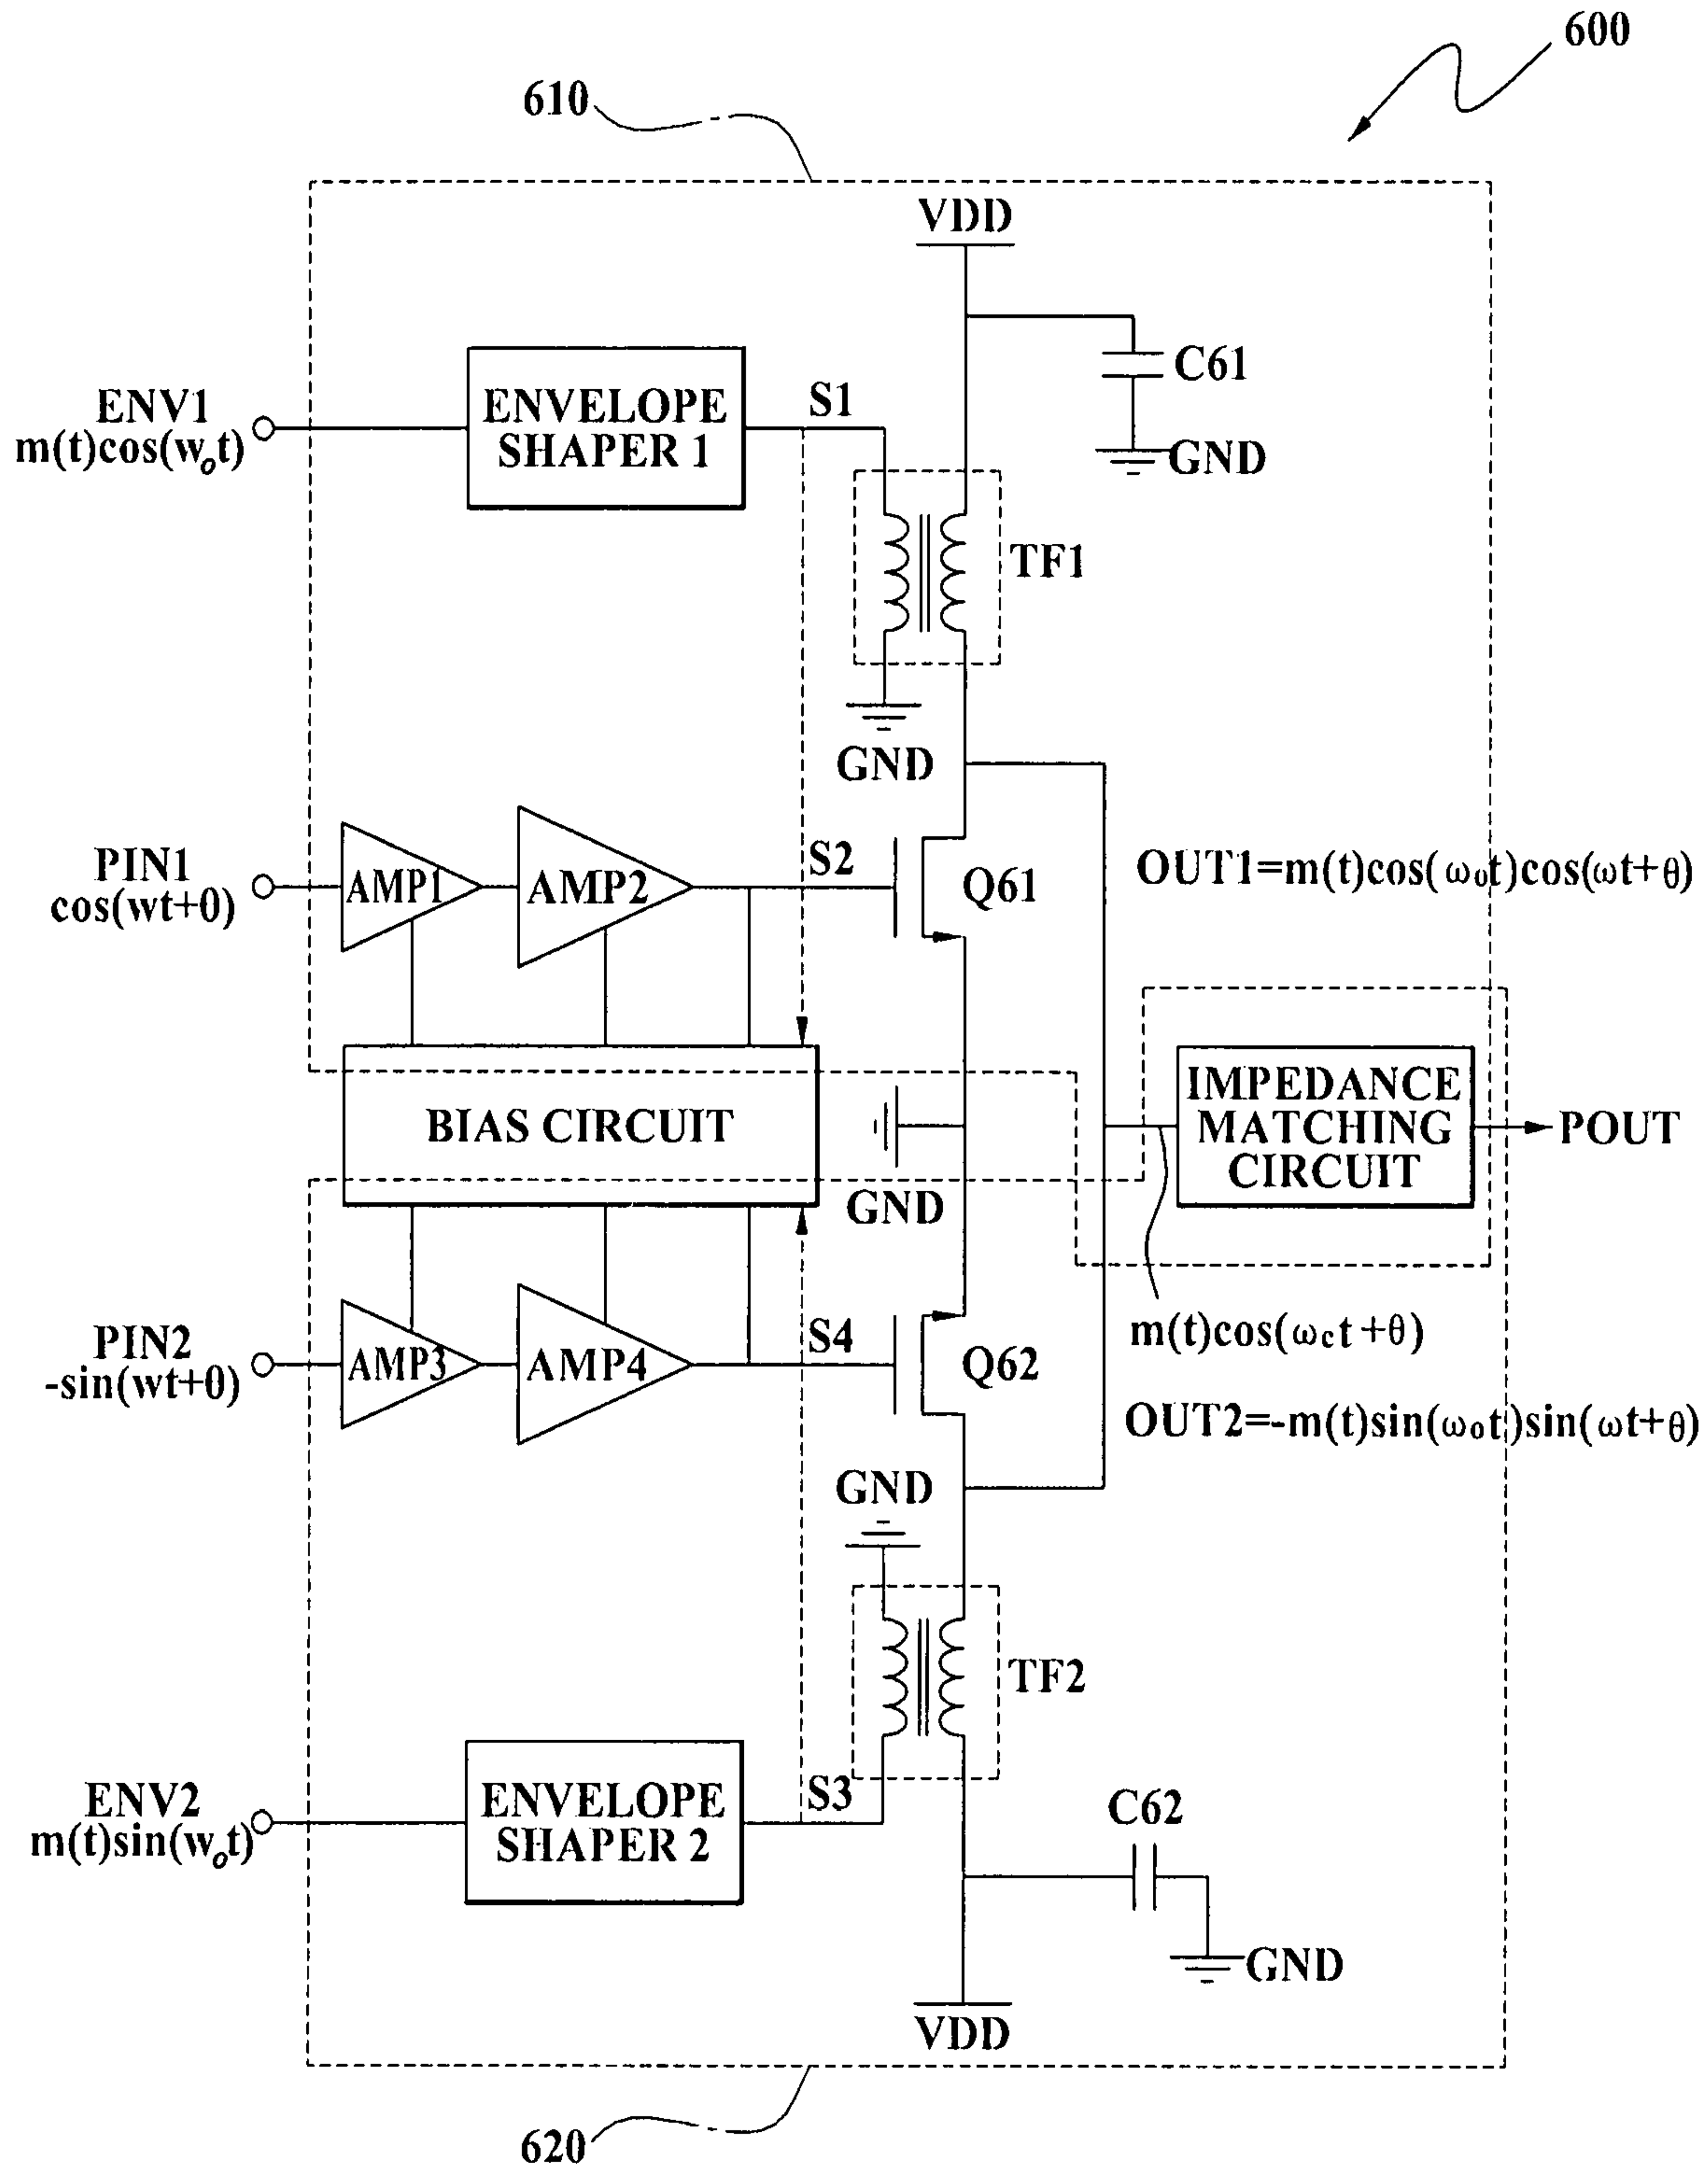 600
610
VDD
C61
GND
ENV1
m(t)cos(w₀t)
ENVELOPE
SHAPER 1
S1
TF1
GND
PIN1
cos(wt+0)
AMP1
AMP2
S2
Q61
OUT1=m(t)cos(ω₀t)cos(ωt+θ)
BIAS CIRCUIT
GND
IMPEDANCE
MATCHING
CIRCUIT
POUT
m(t)cos(ωct+θ)
PIN2
-sin(wt+0)
AMP3
AMP4
S4
Q62
OUT2=-m(t)sin(ω₀t)sin(ωt+θ)
GND
TF2
ENV2
m(t)sin(w₀t)
ENVELOPE
SHAPER 2
S3
C62
GND
VDD
620